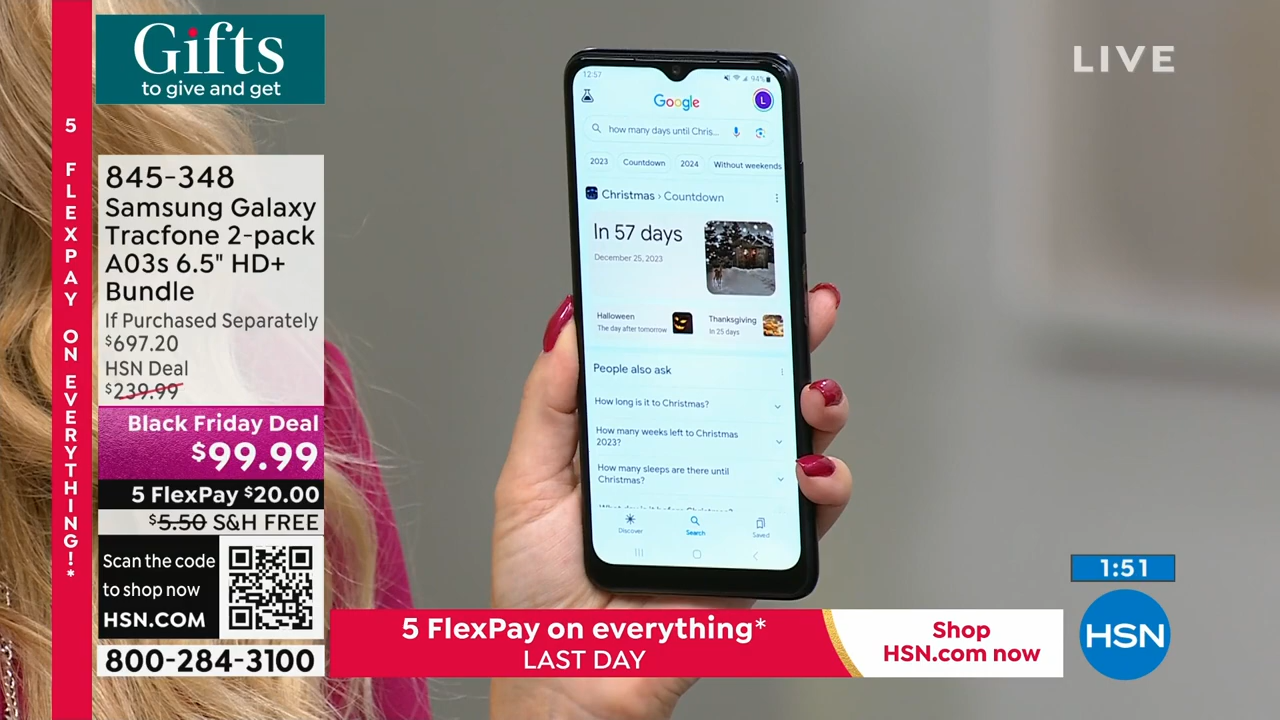 5 FLEXPAY ON EVERYTHING!*
Gifts
to give and get
845-348
Samsung Galaxy
Tracfone 2-pack
A03s 6.5" HD+
Bundle
If Purchased Separately
$697.20
HSN Deal
$239.99
Black Friday Deal
$99.99
5 FlexPay $20.00
$5.50 S&H FREE
Scan the code
to shop now
HSN.COM
800-284-3100
12:57
94%
Google
L
how many days until Chris...
2023
Countdown
2024
Without weekends
Christmas › Countdown
In 57 days
December 25, 2023
Halloween
The day after tomorrow
Thanksgiving
In 25 days
People also ask
How long is it to Christmas?
How many weeks left to Christmas
2023?
How many sleeps are there until
Christmas?
Discover
Search
Saved
LIVE
1:51
HSN
5 FlexPay on everything*
LAST DAY
Shop
HSN.com now